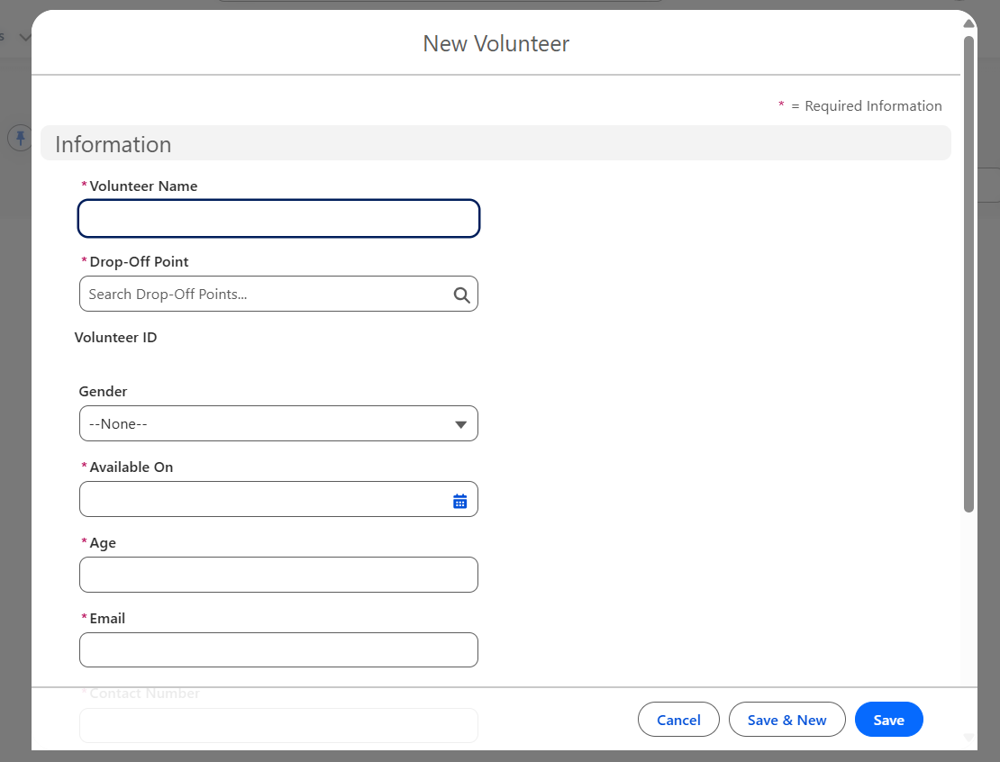 s
New Volunteer
* = Required Information
Information
*Volunteer Name
*Drop-Off Point
Search Drop-Off Points...
Volunteer ID
Gender
--None--
*Available On
*Age
*Email
*Contact Number
Cancel Save & New Save